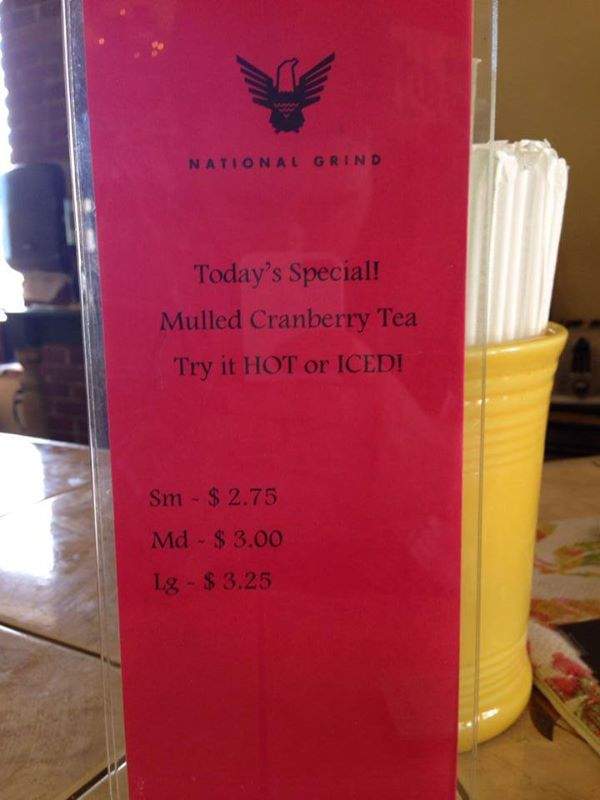 NATIONAL GRIND
Today's Special!
Mulled Cranberry Tea
Try it HOT or ICED!
Sm - $ 2.75
Md - $ 3.00
Lg - $ 3.25